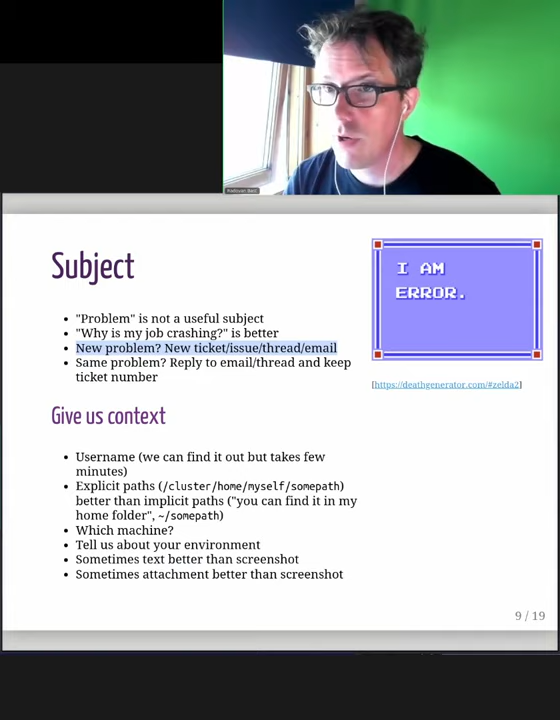 Radovan Bast
Subject
"Problem" is not a useful subject
"Why is my job crashing?" is better
New problem? New ticket/issue/thread/email
Same problem? Reply to email/thread and keep
ticket number
I AM
ERROR.
[https://deathgenerator.com/#zelda2]
Give us context
Username (we can find it out but takes few
minutes)
Explicit paths (/cluster/home/myself/somepath)
better than implicit paths ("you can find it in my
home folder", ~/somepath)
Which machine?
Tell us about your environment
Sometimes text better than screenshot
Sometimes attachment better than screenshot
9 / 19